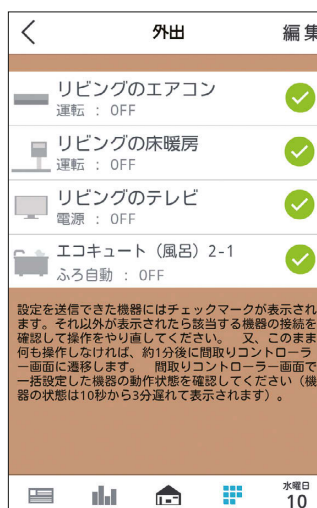 外出
編集
リビングのエアコン
運転 : OFF
リビングの床暖房
運転 : OFF
リビングのテレビ
電源 : OFF
エコキュート（風呂）2-1
ふろ自動 : OFF
設定を送信できた機器にはチェックマークが表示され
ます。それ以外が表示されたら該当する機器の接続を
確認して操作をやり直してください。 又、このまま
何も操作しなければ、約1分後に間取りコントローラ
ー画面に遷移します。 間取りコントローラー画面で
一括設定した機器の動作状態を確認してください（機
器の状態は10秒から3分遅れて表示されます）。
水曜日
10